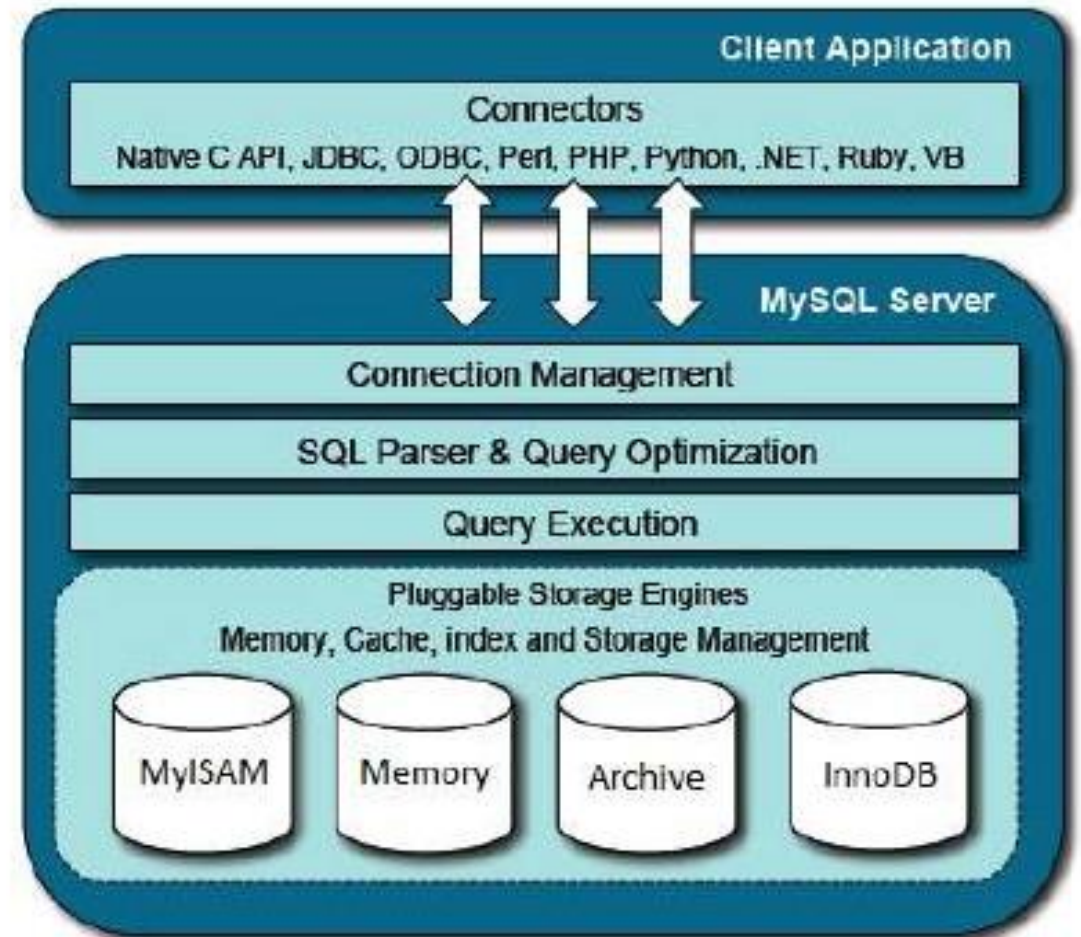 Client Application
Connectors
Native C API, JDBC, ODBC, Perl, PHP, Python, .NET, Ruby, VB
MySQL Server
Connection Management
SQL Parser & Query Optimization
Query Execution
Pluggable Storage Engines
Memory, Cache, index and Storage Management
MyISAM
Memory
Archive
InnoDB